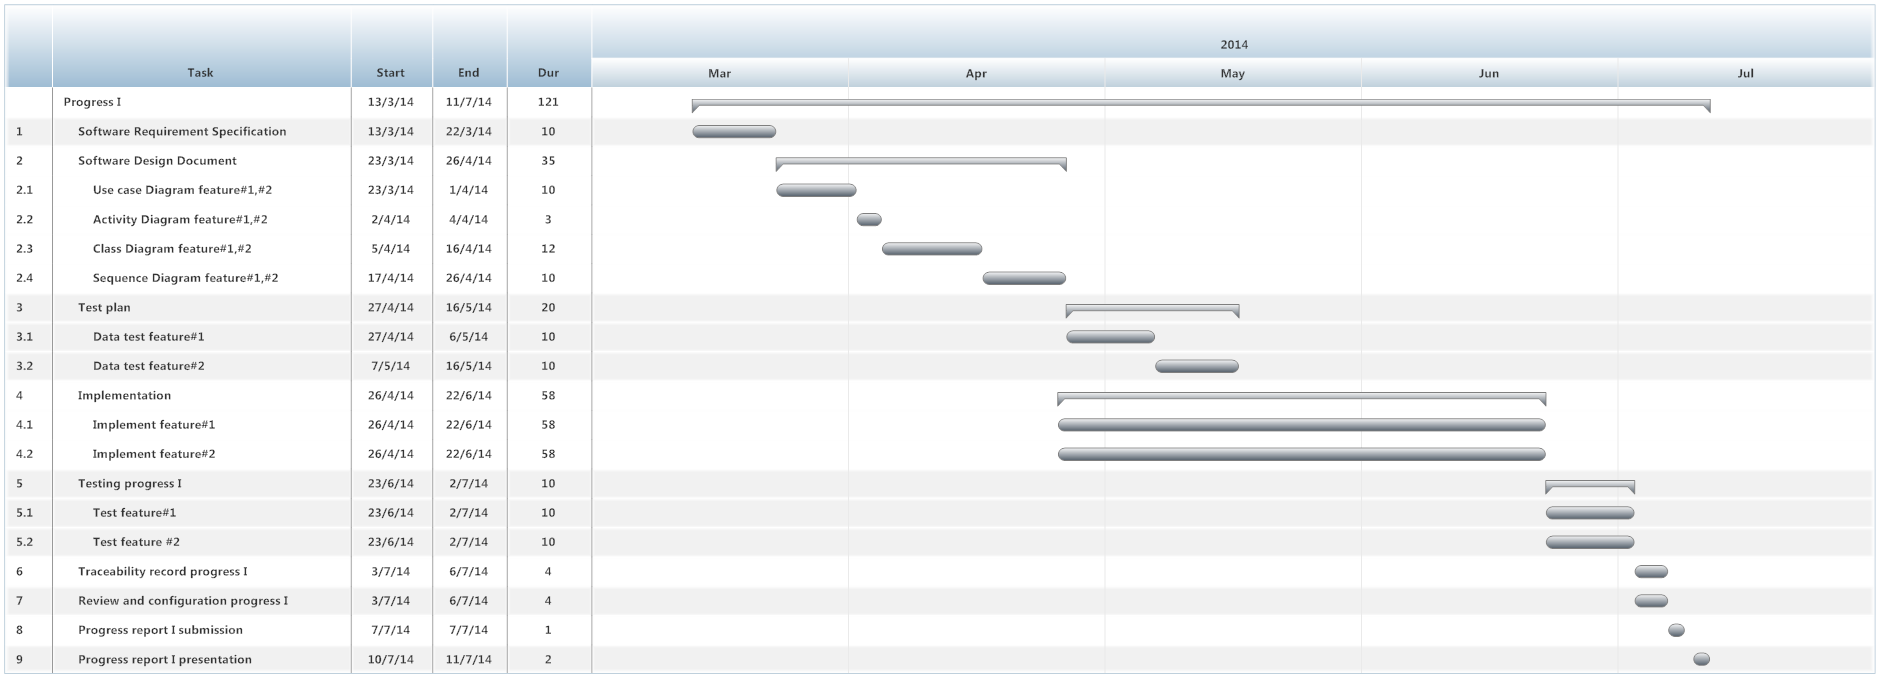 2014
Task Start End Dur Mar Apr May Jun Jul
Progress I 13/3/14 11/7/14 121
1 Software Requirement Specification 13/3/14 22/3/14 10
2 Software Design Document 23/3/14 26/4/14 35
2.1 Use case Diagram feature#1,#2 23/3/14 1/4/14 10
2.2 Activity Diagram feature#1,#2 2/4/14 4/4/14 3
2.3 Class Diagram feature#1,#2 5/4/14 16/4/14 12
2.4 Sequence Diagram feature#1,#2 17/4/14 26/4/14 10
3 Test plan 27/4/14 16/5/14 20
3.1 Data test feature#1 27/4/14 6/5/14 10
3.2 Data test feature#2 7/5/14 16/5/14 10
4 Implementation 26/4/14 22/6/14 58
4.1 Implement feature#1 26/4/14 22/6/14 58
4.2 Implement feature#2 26/4/14 22/6/14 58
5 Testing progress I 23/6/14 2/7/14 10
5.1 Test feature#1 23/6/14 2/7/14 10
5.2 Test feature #2 23/6/14 2/7/14 10
6 Traceability record progress I 3/7/14 6/7/14 4
7 Review and configuration progress I 3/7/14 6/7/14 4
8 Progress report I submission 7/7/14 7/7/14 1
9 Progress report I presentation 10/7/14 11/7/14 2